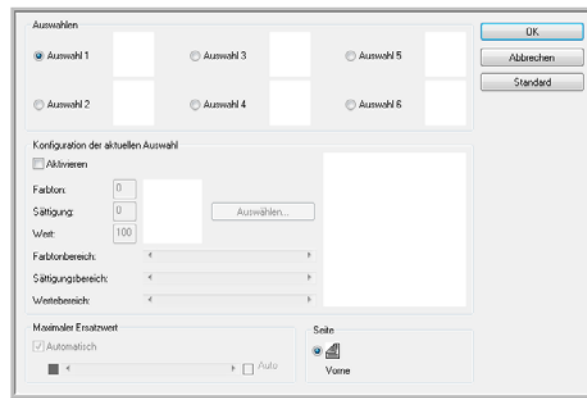 Auswahlen
Auswahl 1
Auswahl 3
Auswahl 5
Auswahl 2
Auswahl 4
Auswahl 6
OK
Abbrechen
Standard
Konfiguration der aktuellen Auswahl
Aktivieren
Farbton: 0
Sättigung: 0
Wert: 100
Auswählen...
Farbtonbereich:
Sättigungsbereich:
Wertebereich:
Maximaler Ersatzwert
Automatisch
Auto
Seite
Vorne